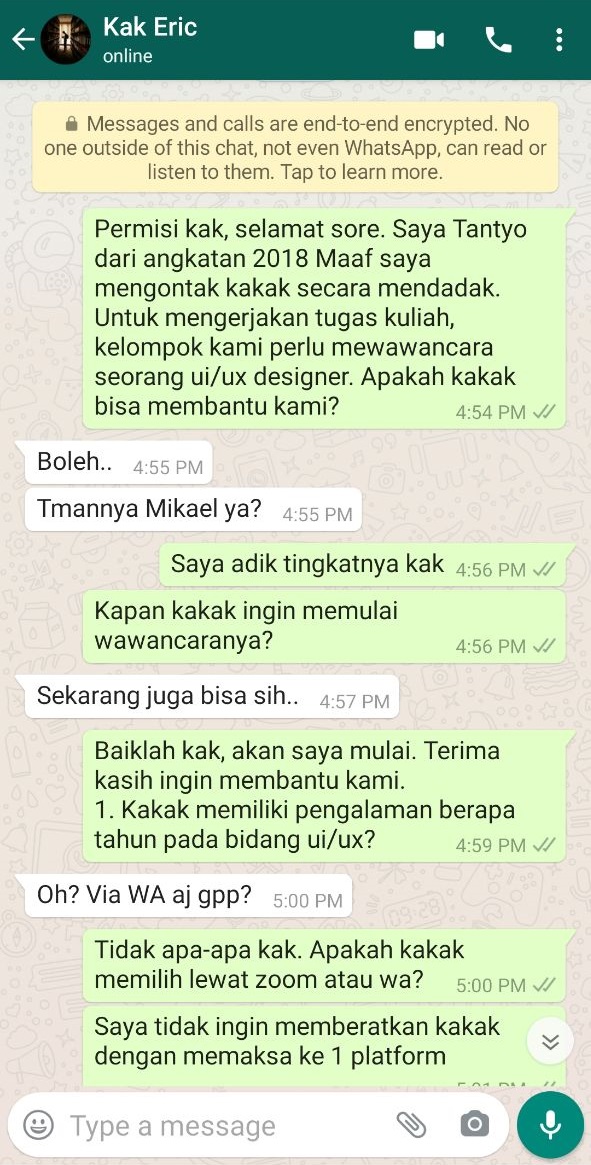 Kak Eric
online
Messages and calls are end-to-end encrypted. No
one outside of this chat, not even WhatsApp, can read or
listen to them. Tap to learn more.
Permisi kak, selamat sore. Saya Tantyo
dari angkatan 2018 Maaf saya
mengontak kakak secara mendadak.
Untuk mengerjakan tugas kuliah,
kelompok kami perlu mewawancara
seorang ui/ux designer. Apakah kakak
bisa membantu kami? 4:54 PM
Boleh.. 4:55 PM
Tmannya Mikael ya? 4:55 PM
Saya adik tingkatnya kak 4:56 PM
Kapan kakak ingin memulai
wawancaranya? 4:56 PM
Sekarang juga bisa sih.. 4:57 PM
Baiklah kak, akan saya mulai. Terima
kasih ingin membantu kami.
1. Kakak memiliki pengalaman berapa
tahun pada bidang ui/ux? 4:59 PM
Oh? Via WA aj gpp? 5:00 PM
Tidak apa-apa kak. Apakah kakak
memilih lewat zoom atau wa? 5:00 PM
Saya tidak ingin memberatkan kakak
dengan memaksa ke 1 platform
Type a message